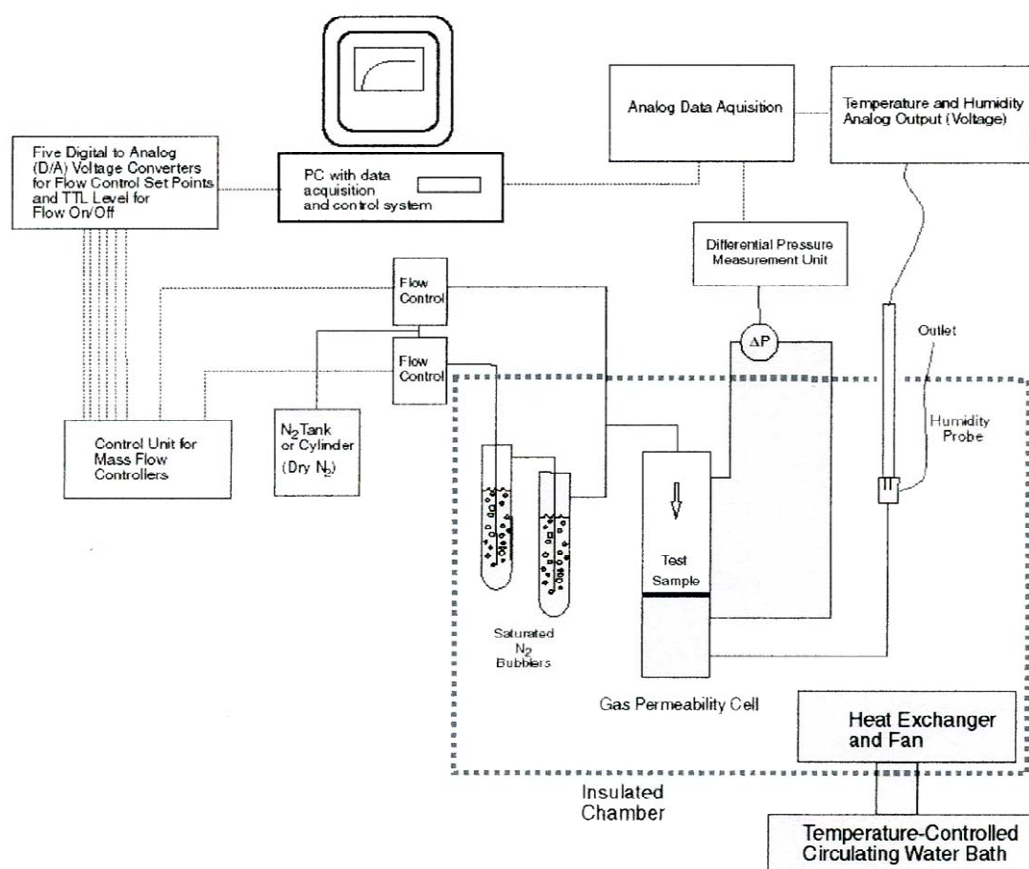 Analog Data Aquisition
Temperature and Humidity
Analog Output (Voltage)
Five Digital to Analog
(D/A) Voltage Converters
for Flow Control Set Points
and TTL Level for
Flow On/Off
PC with data
acquisition
and control system
Differential Pressure
Measurement Unit
Flow
Control
ΔP
Outlet
Flow
Control
Humidity
Probe
Control Unit for
Mass Flow
Controllers
N2 Tank
or Cylinder
(Dry N2)
Test
Sample
Saturated
N2
Bubblers
Gas Permeability Cell
Heat Exchanger
and Fan
Insulated
Chamber
Temperature-Controlled
Circulating Water Bath